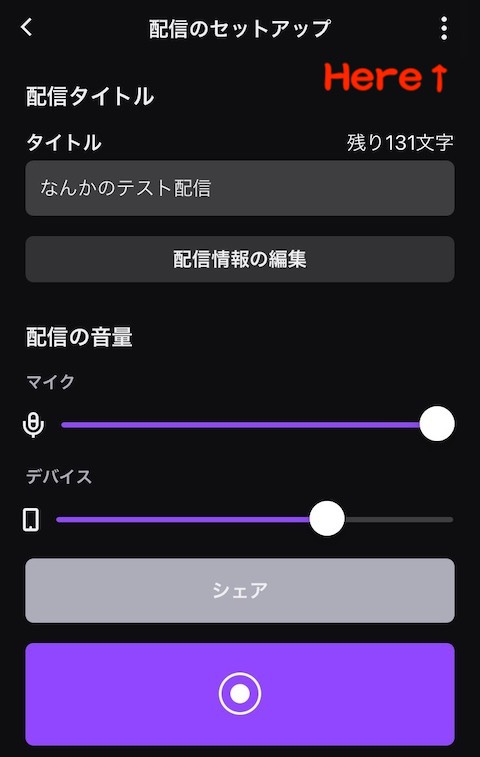 配信のセットアップ
Here↑
配信タイトル
タイトル 残り131文字
なんかのテスト配信
配信情報の編集
配信の音量
マイク
デバイス
シェア